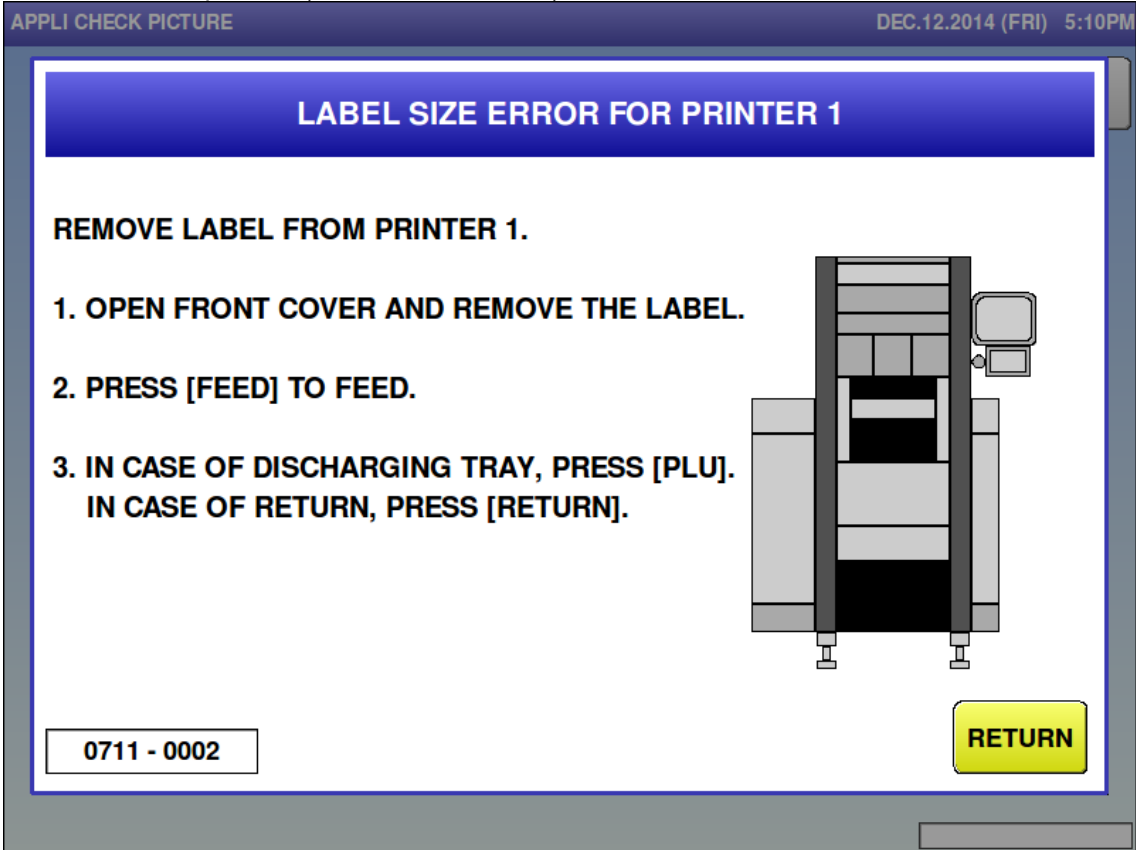 APPLI CHECK PICTURE DEC.12.2014 (FRI) 5:10PM
LABEL SIZE ERROR FOR PRINTER 1
REMOVE LABEL FROM PRINTER 1.
1. OPEN FRONT COVER AND REMOVE THE LABEL.
2. PRESS [FEED] TO FEED.
3. IN CASE OF DISCHARGING TRAY, PRESS [PLU].
IN CASE OF RETURN, PRESS [RETURN].
0711 - 0002
RETURN